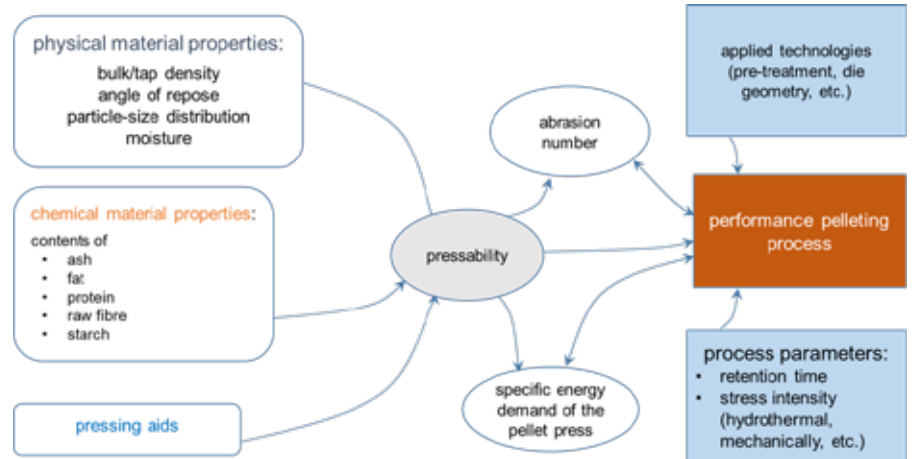 physical material properties:
bulk/tap density
angle of repose
particle-size distribution
moisture
chemical material properties:
contents of
• ash
• fat
• protein
• raw fibre
• starch
pressing aids
pressability
abrasion
number
specific energy
demand of the
pellet press
applied technologies
(pre-treatment, die
geometry, etc.)
performance pelleting
process
process parameters:
• retention time
• stress intensity
(hydrothermal,
mechanically, etc.)